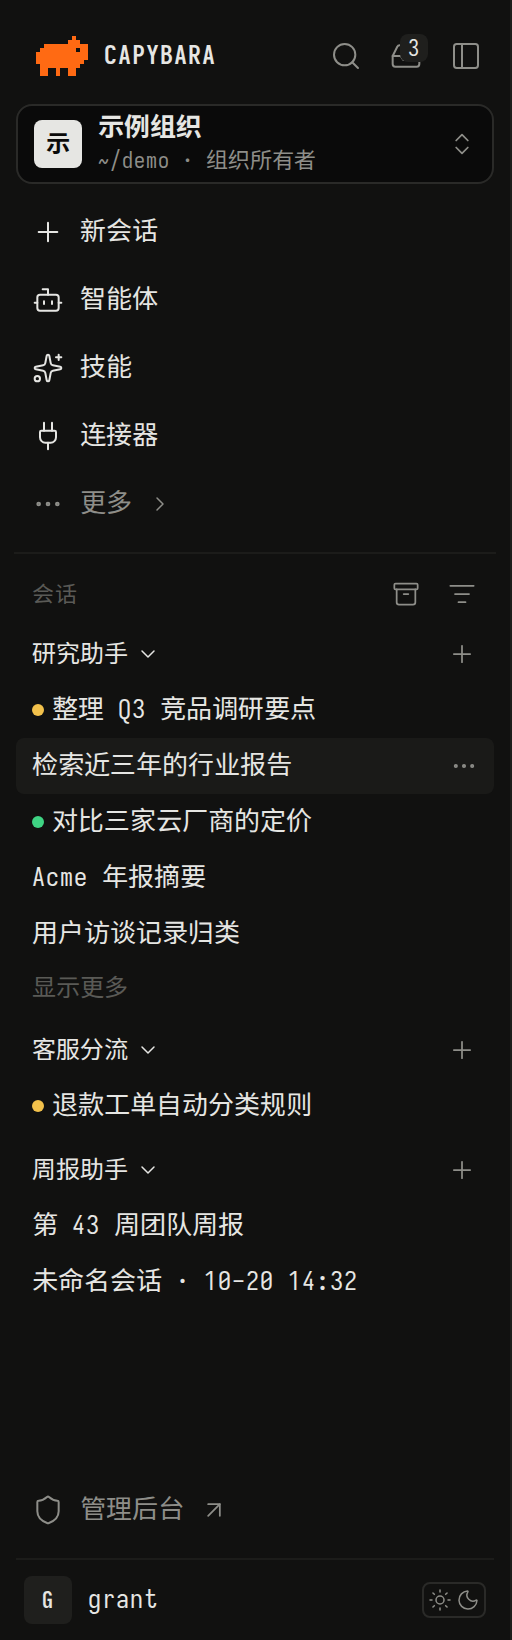 CAPYBARA
3
示
示例组织
~/demo · 组织所有者
新会话
智能体
技能
连接器
更多
会话
研究助手
整理 Q3 竞品调研要点
检索近三年的行业报告
对比三家云厂商的定价
Acme 年报摘要
用户访谈记录归类
显示更多
客服分流
退款工单自动分类规则
周报助手
第 43 周团队周报
未命名会话 · 10-20 14:32
管理后台
G
grant